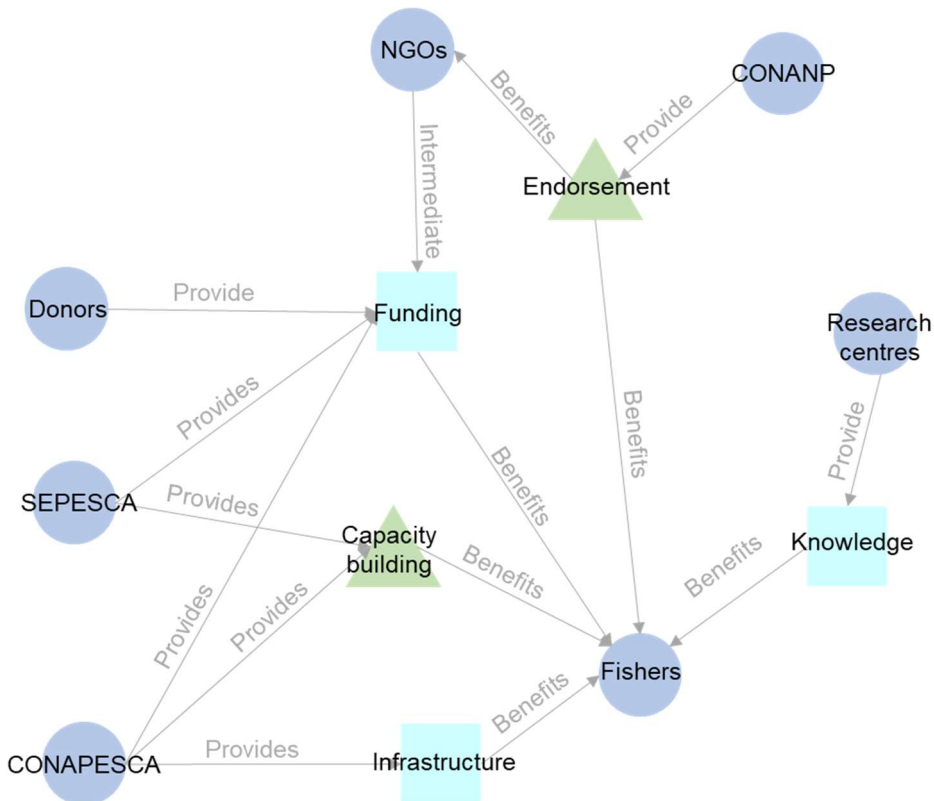 NGOs
CONANP
Benefits
Provide
Intermediate
Endorsement
Donors
Provide
Funding
Research
centres
Provides
Benefits
Benefits
Provide
SEPESCA
Provides
Capacity
building
Benefits
Knowledge
Benefits
Provides
Provides
Fishers
Benefits
CONAPESCA
Provides
Infrastructure